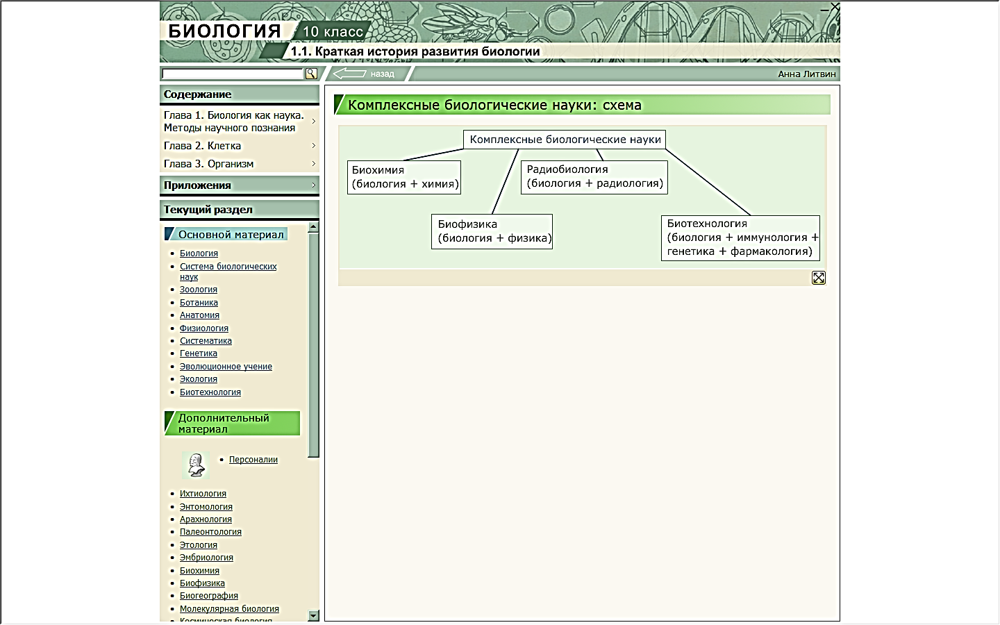 БИОЛОГИЯ
10 класс
1.1. Краткая история развития биологии
назад
Анна Литвин
Содержание
Глава 1. Биология как наука.
Методы научного познания
Глава 2. Клетка
Глава 3. Организм
Приложения
Текущий раздел
Основной материал
Биология
Система биологических
наук
Зоология
Ботаника
Анатомия
Физиология
Систематика
Генетика
Эволюционное учение
Экология
Биотехнология
Дополнительный
материал
Персоналии
Ихтиология
Энтомология
Арахнология
Палеонтология
Этология
Эмбриология
Биохимия
Биофизика
Биогеография
Молекулярная биология
Космическая биология
Комплексные биологические науки: схема
Комплексные биологические науки
Биохимия
(биология + химия)
Радиобиология
(биология + радиология)
Биофизика
(биология + физика)
Биотехнология
(биология + иммунология +
генетика + фармакология)